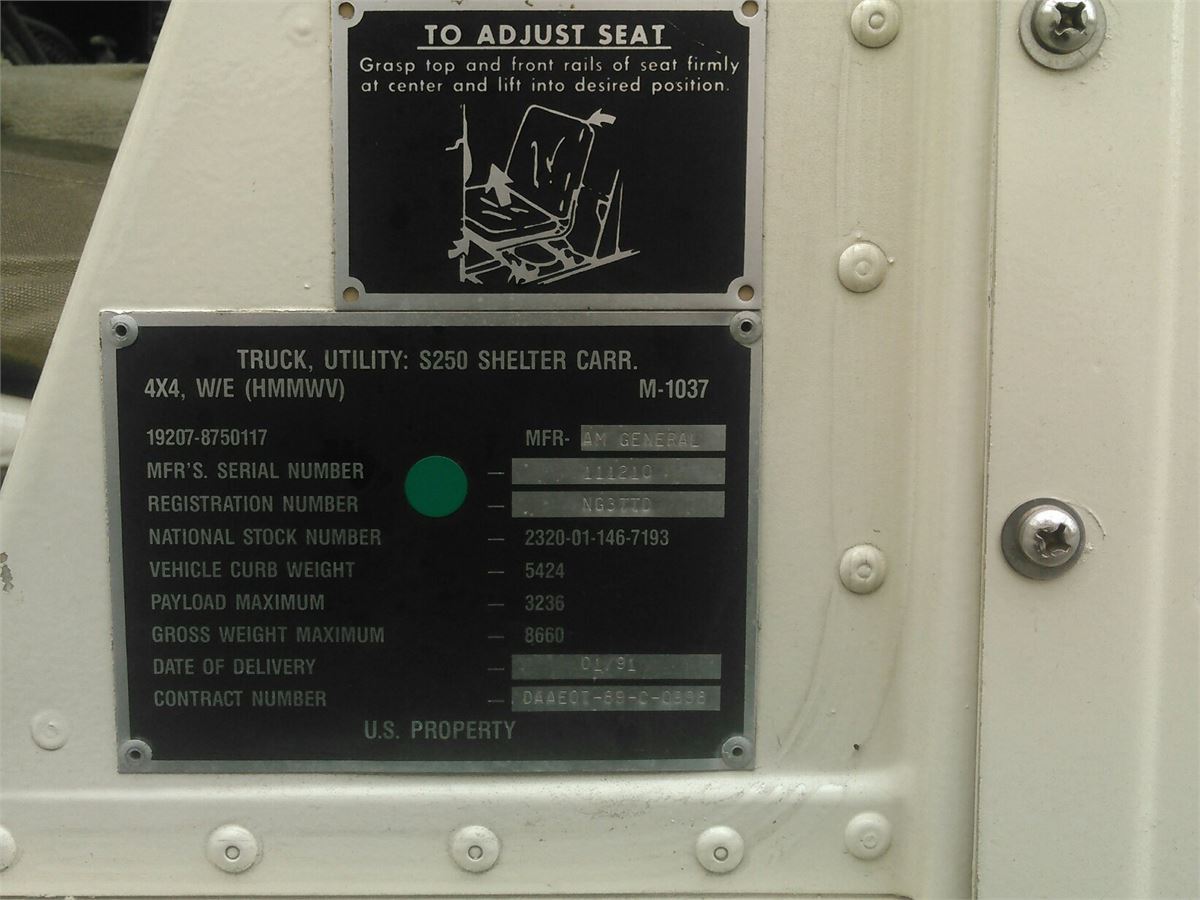 TO ADJUST SEAT
Grasp top and front rails of seat firmly
at center and lift into desired position.
TRUCK, UTILITY: S250 SHELTER CARR.
4X4, W/E (HMMWV) M-1037
19207-8750117 MFR- AM GENERAL
MFR'S. SERIAL NUMBER — 111210
REGISTRATION NUMBER — NG37TD
NATIONAL STOCK NUMBER — 2320-01-146-7193
VEHICLE CURB WEIGHT — 5424
PAYLOAD MAXIMUM — 3236
GROSS WEIGHT MAXIMUM — 8660
DATE OF DELIVERY — 01/91
CONTRACT NUMBER —
U.S. PROPERTY